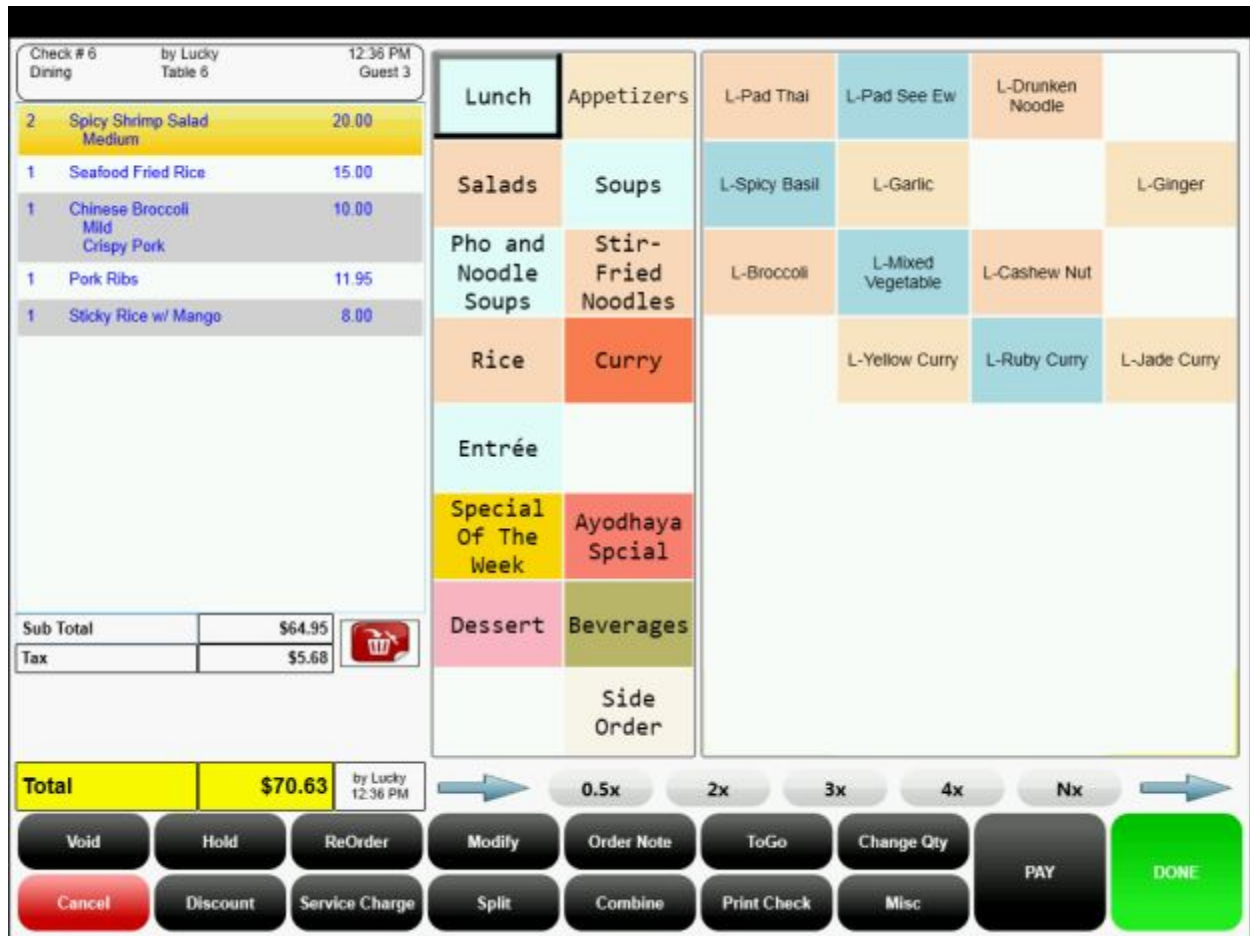 Check # 6 by Lucky 12:36 PM
Dining Table 6 Guest 3
2 Spicy Shrimp Salad 20.00
Medium
1 Seafood Fried Rice 15.00
1 Chinese Broccoli 10.00
Mild
Crispy Pork
1 Pork Ribs 11.95
1 Sticky Rice w/ Mango 8.00
Sub Total $64.95
Tax $5.68
Total $70.63
by Lucky
12:36 PM
Lunch Appetizers
Salads Soups
Pho and
Noodle
Soups
Stir-
Fried
Noodles
Rice Curry
Entrée
Special
Of The
Week
Ayodhaya
Spcial
Dessert Beverages
Side
Order
L-Pad Thai L-Pad See Ew L-Drunken
Noodle
L-Spicy Basil L-Garlic L-Ginger
L-Broccoli L-Mixed
Vegetable
L-Cashew Nut
L-Yellow Curry L-Ruby Curry L-Jade Curry
0.5x 2x 3x 4x Nx
Void Hold ReOrder Modify Order Note ToGo Change Qty
PAY DONE
Cancel Discount Service Charge Split Combine Print Check Misc